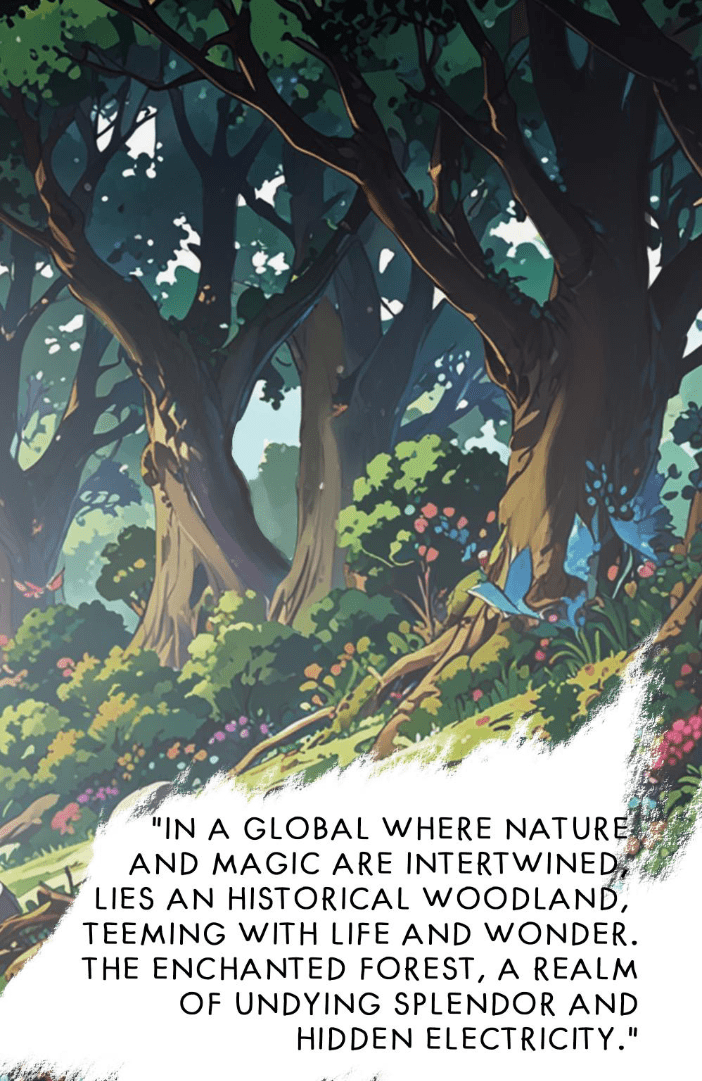 "IN A GLOBAL WHERE NATURE
AND MAGIC ARE INTERTWINED,
LIES AN HISTORICAL WOODLAND,
TEEMING WITH LIFE AND WONDER.
THE ENCHANTED FOREST, A REALM
OF UNDYING SPLENDOR AND
HIDDEN ELECTRICITY."